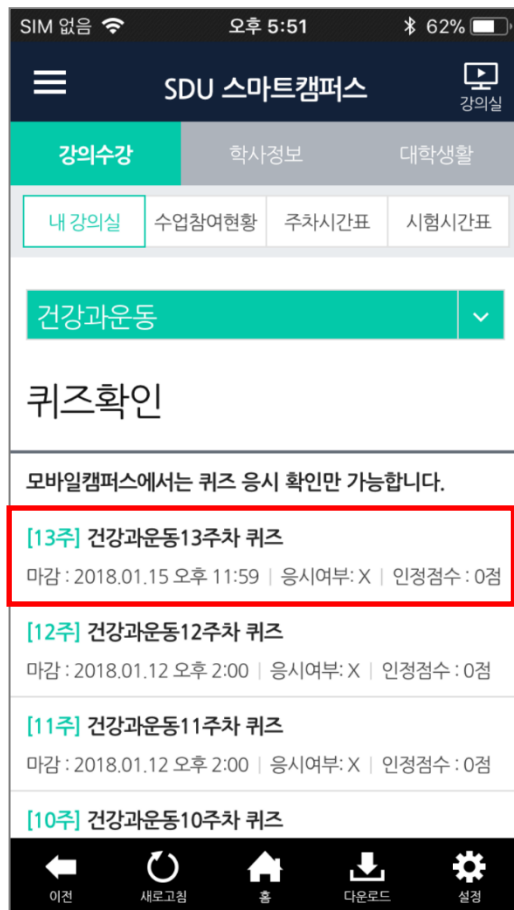 SIM 없음 오후 5:51 62%
SDU 스마트캠퍼스 강의실
강의수강 학사정보 대학생활
내 강의실 수업참여현황 주차시간표 시험시간표
건강과운동
퀴즈확인
모바일캠퍼스에서는 퀴즈 응시 확인만 가능합니다.
[13주] 건강과운동13주차 퀴즈
마감 : 2018.01.15 오후 11:59 | 응시여부: X | 인정점수 : 0점
[12주] 건강과운동12주차 퀴즈
마감 : 2018.01.12 오후 2:00 | 응시여부: X | 인정점수 : 0점
[11주] 건강과운동11주차 퀴즈
마감 : 2018.01.12 오후 2:00 | 응시여부: X | 인정점수 : 0점
[10주] 건강과운동10주차 퀴즈
이전 새로고침 홈 다운로드 설정